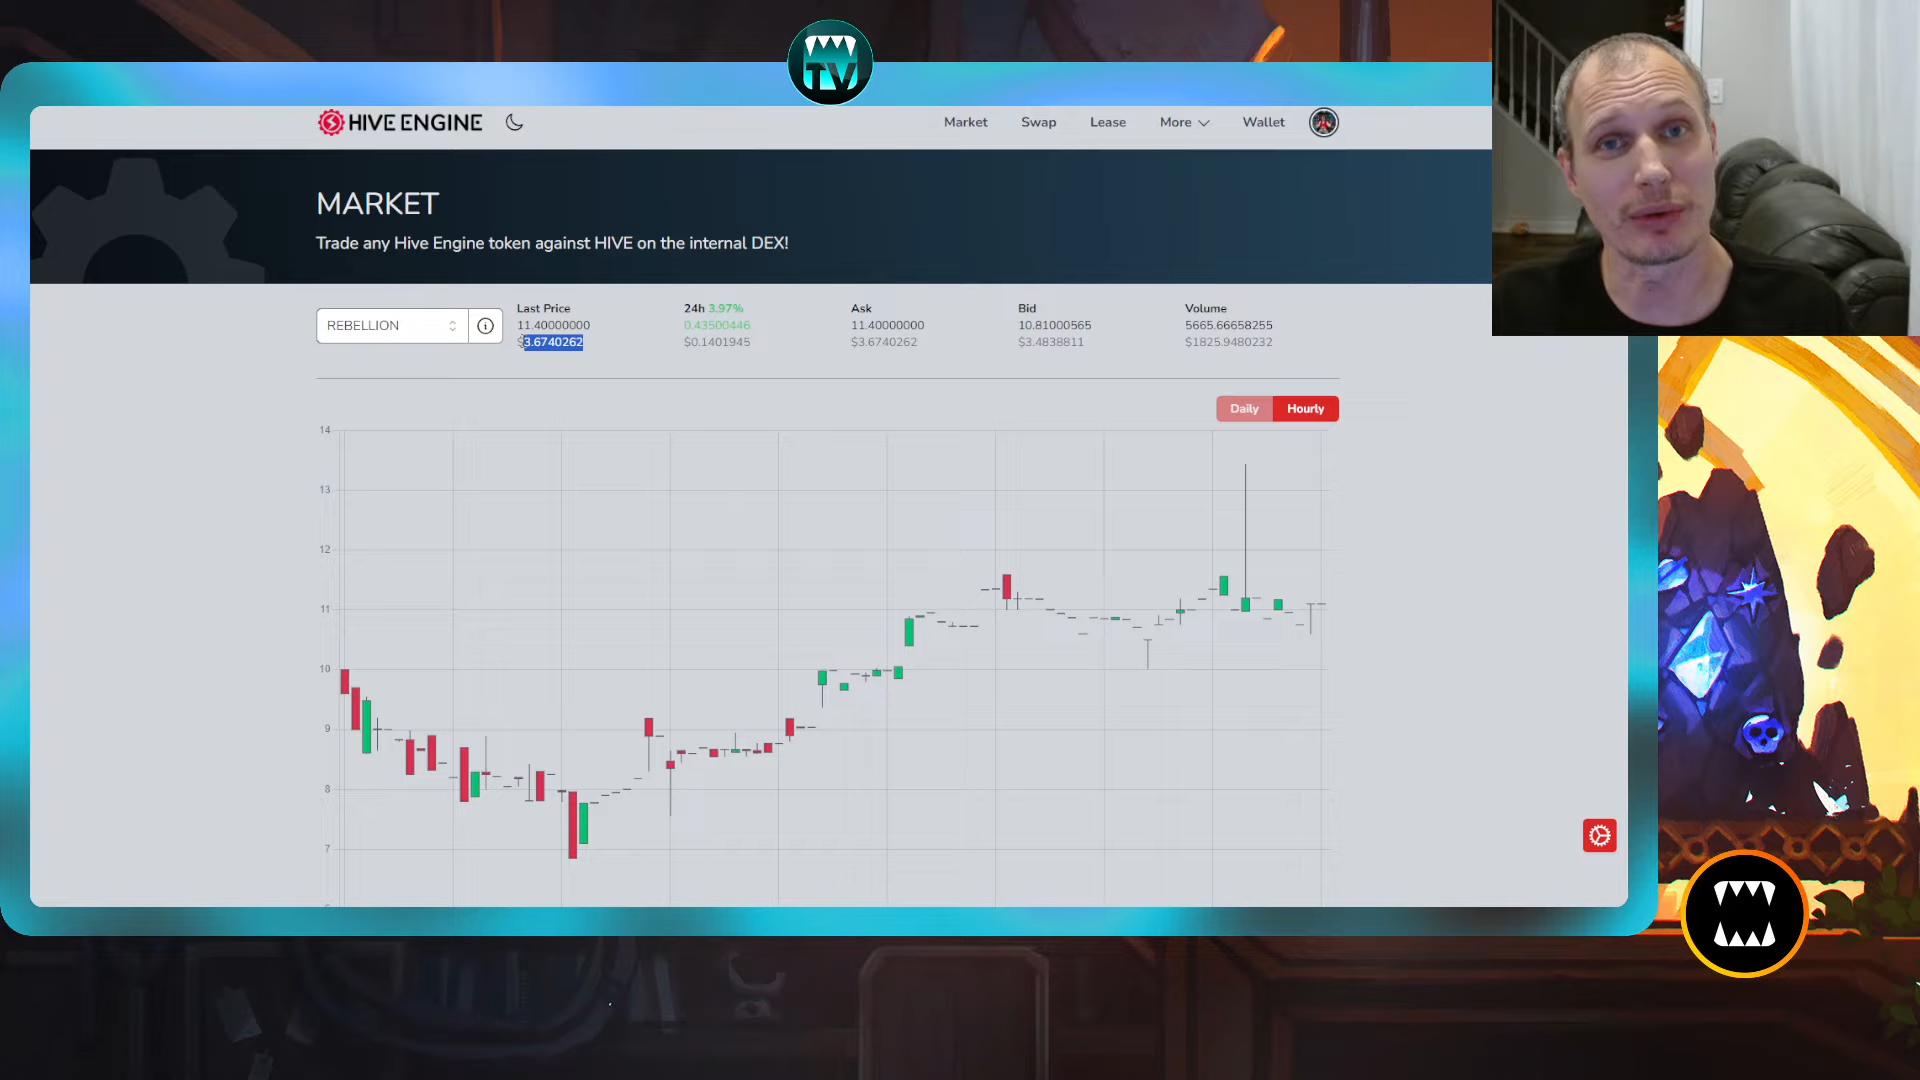 TV
HIVE ENGINE
Market Swap Lease More Wallet
MARKET
Trade any Hive Engine token against HIVE on the internal DEX!
REBELLION
Last Price
11.40000000
$3.6740262
24h 3.97%
0.43500446
$0.1401945
Ask
11.40000000
$3.6740262
Bid
10.81000565
$3.4838811
Volume
5665.66658255
$1825.9480232
Daily Hourly
14
13
12
11
10
9
8
7